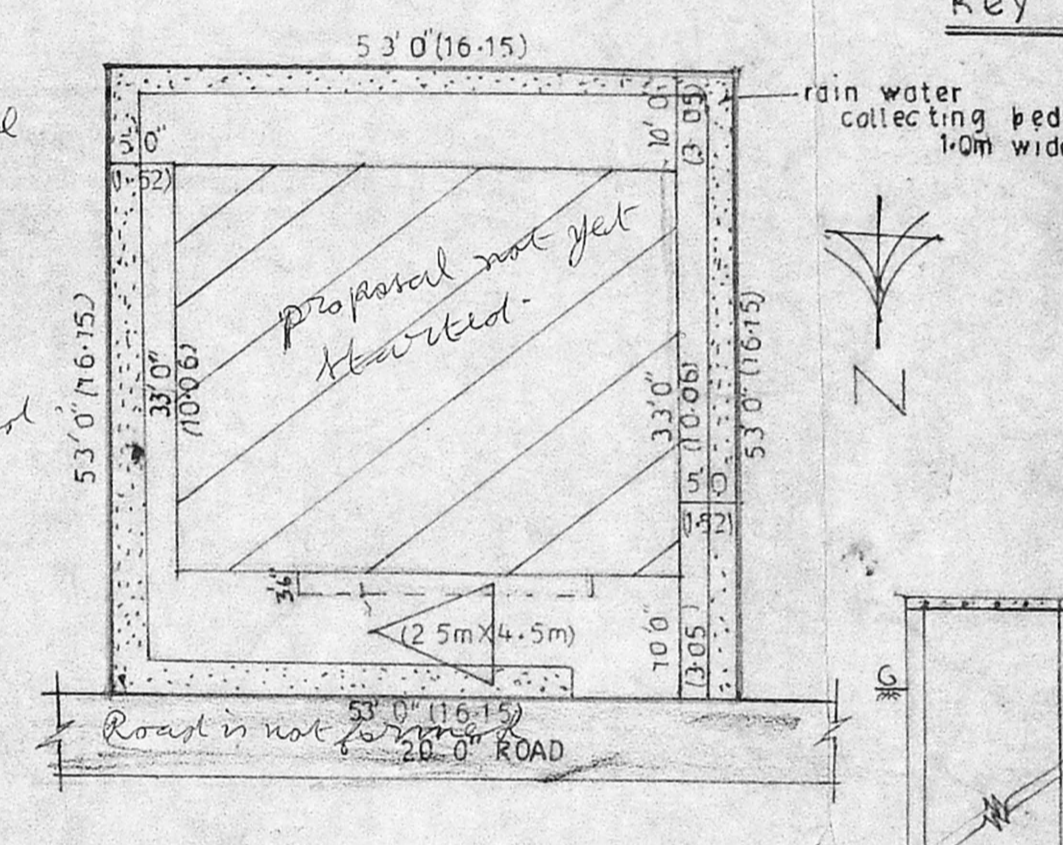 Key
53' 0" (16·15)
rain water
collecting bed
1·0m wide
5' 0"
(1·52)
10' 0"
(3·05)
proposal not yet
started.
53' 0" (16·15)
33' 0"
(10·06)
33' 0"
(10·06)
53' 0" (16·15)
N
5' 0
(1·52)
3'6"
(2 5m X 4.5m)
10' 0"
(3·05)
G
53' 0" (16·15)
Road is not formed
20' 0" ROAD